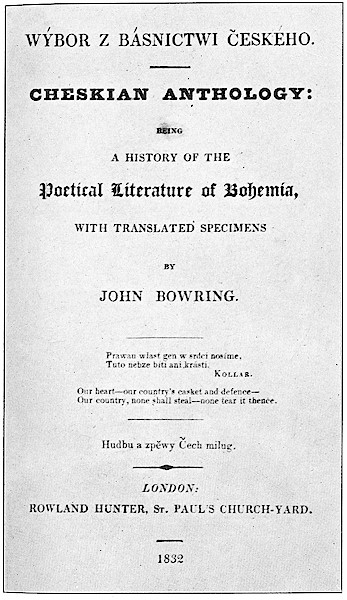 WÝBOR Z BÁSNICTWI ČESKÉHO.
CHESKIAN ANTHOLOGY:
BEING
A HISTORY OF THE
Poetical Literature of Bohemia,
WITH TRANSLATED SPECIMENS
BY
JOHN BOWRING.
Prawau wlast gen w srdci nosíme,
Tuto nebze biti ani krásti.
KOLLAR.
Our heart—our country's casket and defence—
Our country, none shall steal—none tear it thence.
Hudbu a zpěwy Čech milug.
LONDON:
ROWLAND HUNTER, ST. PAUL'S CHURCH-YARD.
1832